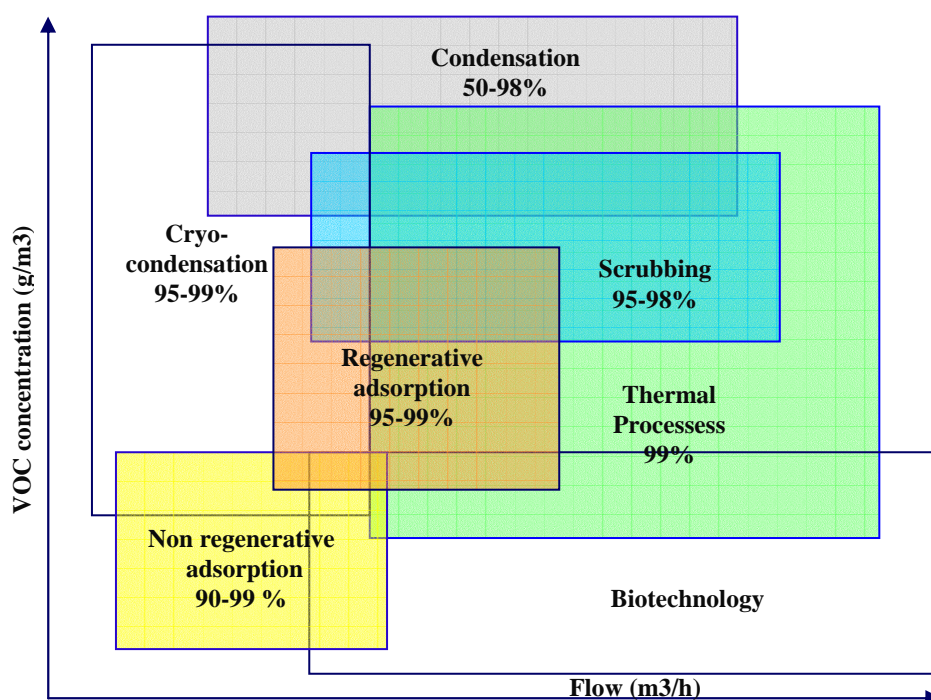 Condensation
50-98%
Cryo-
condensation
95-99%
Scrubbing
95-98%
Regenerative
adsorption
95-99%
Thermal
Processess
99%
VOC concentration (g/m3)
Non regenerative
adsorption
90-99 %
Biotechnology
Flow (m3/h)